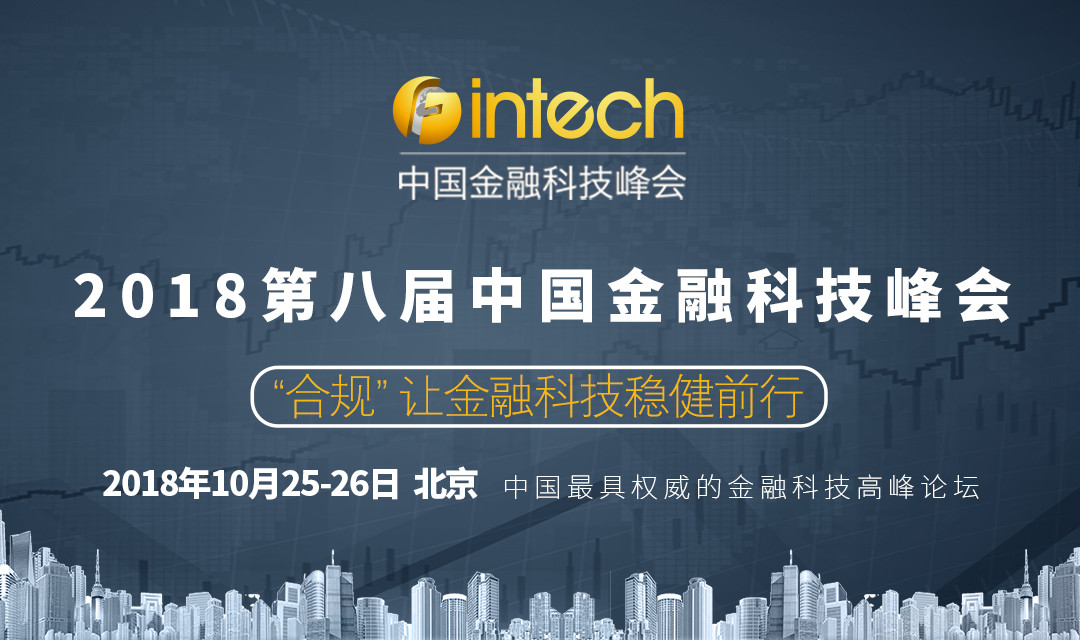 Fintech
中国金融科技峰会
2018第八届中国金融科技峰会
“合规” 让金融科技稳健前行
2018年10月25-26日 北京 中国最具权威的金融科技高峰论坛